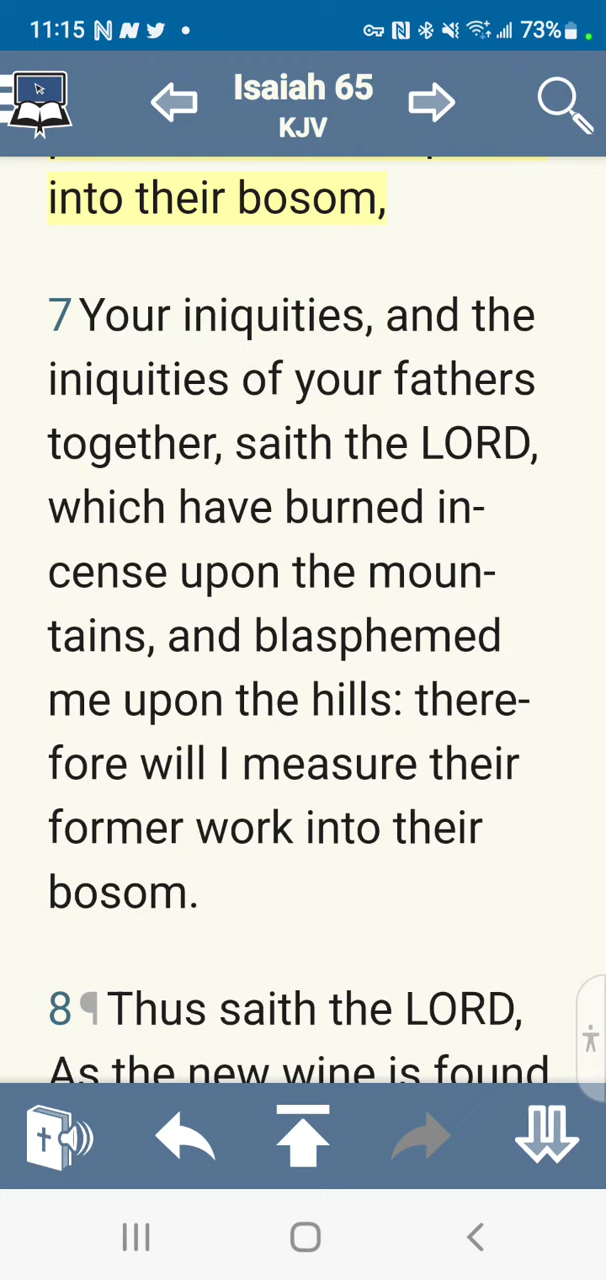 11:15
73%
Isaiah 65
KJV
into their bosom,
7 Your iniquities, and the
iniquities of your fathers
together, saith the LORD,
which have burned in-
cense upon the moun-
tains, and blasphemed
me upon the hills: there-
fore will I measure their
former work into their
bosom.
8 ¶ Thus saith the LORD,
As the new wine is found